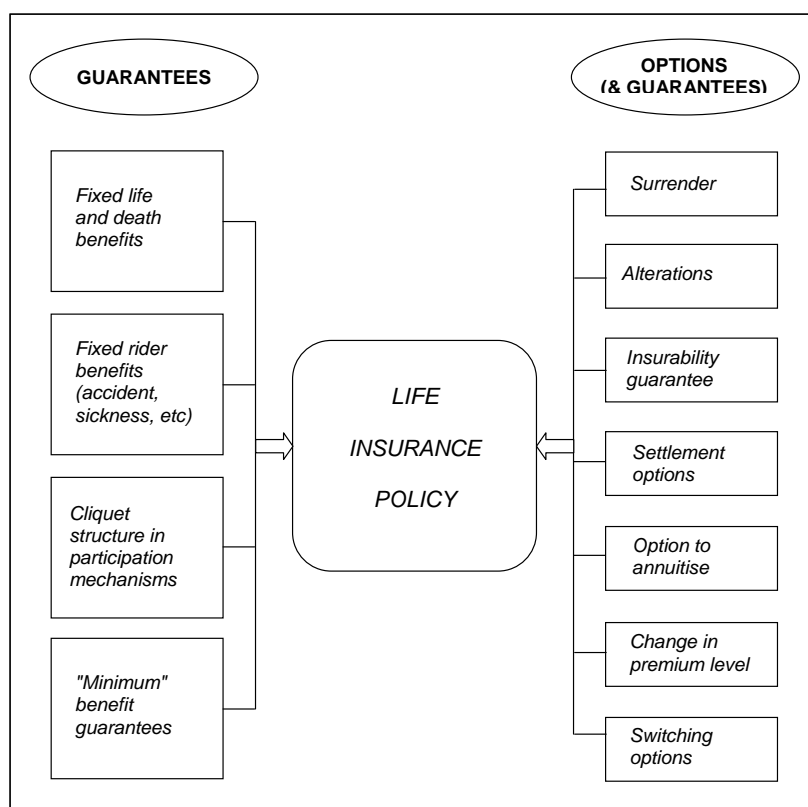 GUARANTEES
Fixed life
and death
benefits
Fixed rider
benefits
(accident,
sickness, etc)
Cliquet
structure in
participation
mechanisms
"Minimum"
benefit
guarantees
LIFE
INSURANCE
POLICY
OPTIONS
(& GUARANTEES)
Surrender
Alterations
Insurability
guarantee
Settlement
options
Option to
annuitise
Change in
premium level
Switching
options